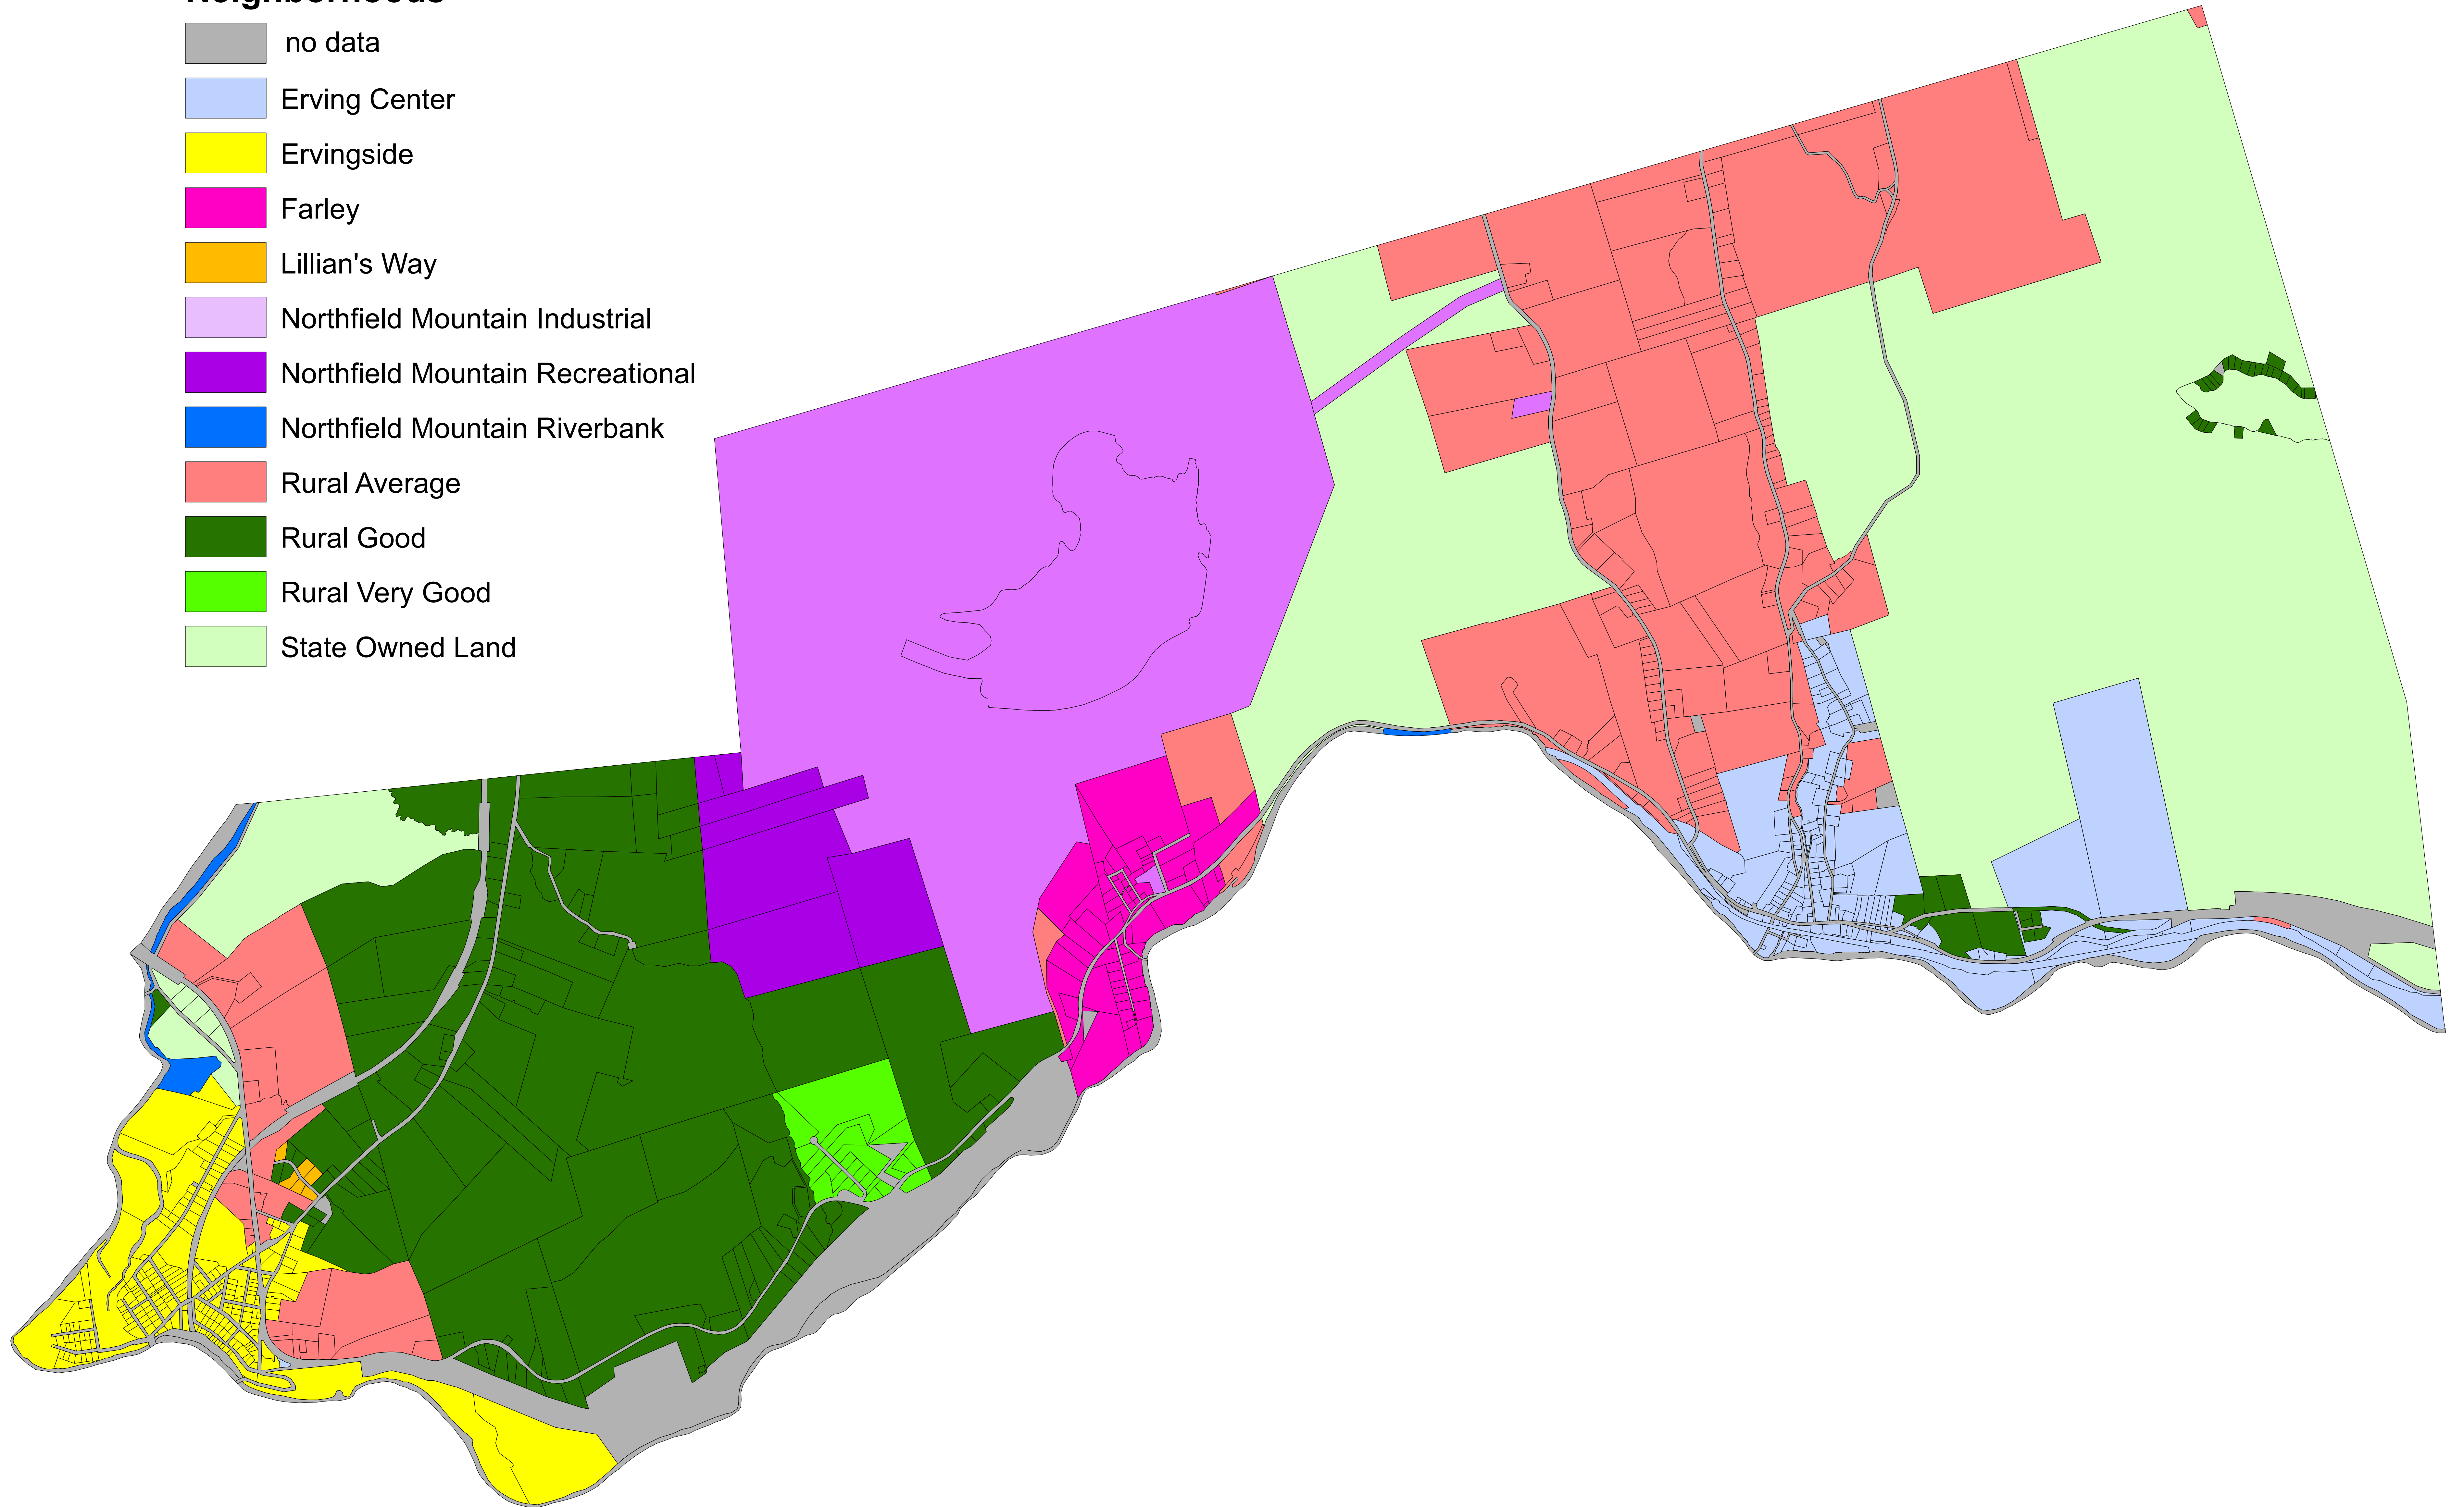 Neighborhoods
no data
Erving Center
Ervingside
Farley
Lillian's Way
Northfield Mountain Industrial
Northfield Mountain Recreational
Northfield Mountain Riverbank
Rural Average
Rural Good
Rural Very Good
State Owned Land